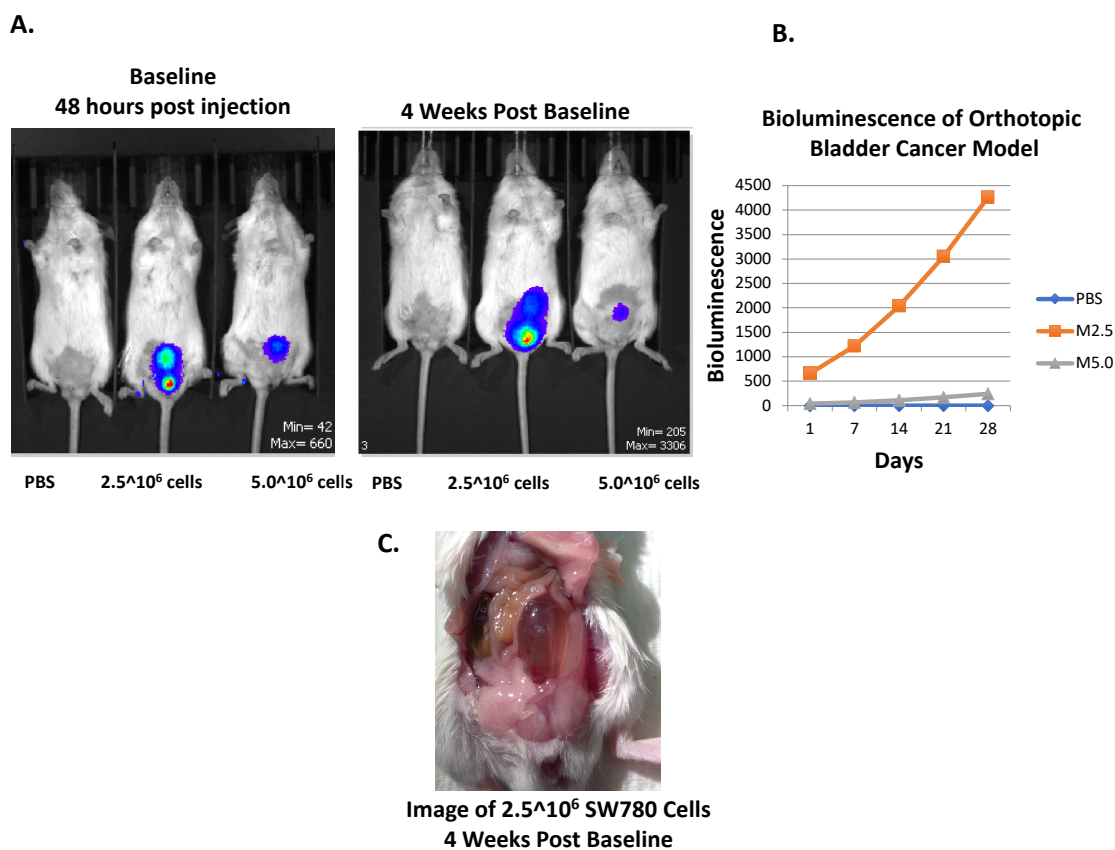 A.
Baseline
48 hours post injection
4 Weeks Post Baseline
Min= 42
Max= 660
3
Min= 205
Max= 3306
PBS
2.5^10⁶ cells
5.0^10⁶ cells
PBS
2.5^10⁶ cells
5.0^10⁶ cells
B.
Bioluminescence of Orthotopic
Bladder Cancer Model
Bioluminescence
4500
4000
3500
3000
2500
2000
1500
1000
500
0
1 7 14 21 28
Days
PBS
M2.5
M5.0
C.
Image of 2.5^10⁶ SW780 Cells
4 Weeks Post Baseline